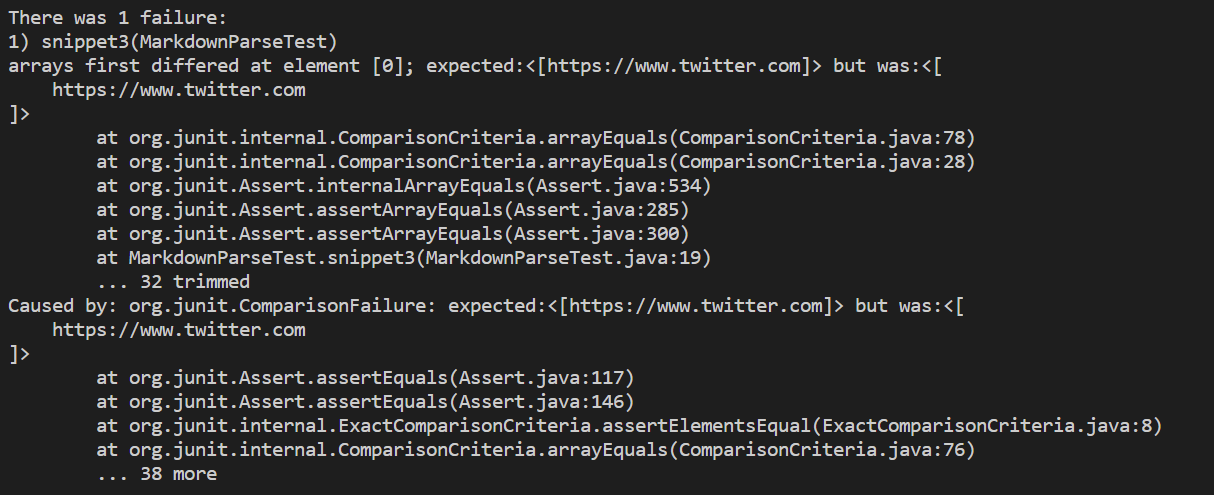 There was 1 failure:
1) snippet3(MarkdownParseTest)
arrays first differed at element [0]; expected:<[https://www.twitter.com]> but was:<[
    https://www.twitter.com
]>
        at org.junit.internal.ComparisonCriteria.arrayEquals(ComparisonCriteria.java:78)
        at org.junit.internal.ComparisonCriteria.arrayEquals(ComparisonCriteria.java:28)
        at org.junit.Assert.internalArrayEquals(Assert.java:534)
        at org.junit.Assert.assertArrayEquals(Assert.java:285)
        at org.junit.Assert.assertArrayEquals(Assert.java:300)
        at MarkdownParseTest.snippet3(MarkdownParseTest.java:19)
        ... 32 trimmed
Caused by: org.junit.ComparisonFailure: expected:<[https://www.twitter.com]> but was:<[
    https://www.twitter.com
]>
        at org.junit.Assert.assertEquals(Assert.java:117)
        at org.junit.Assert.assertEquals(Assert.java:146)
        at org.junit.internal.ExactComparisonCriteria.assertElementsEqual(ExactComparisonCriteria.java:8)
        at org.junit.internal.ComparisonCriteria.arrayEquals(ComparisonCriteria.java:76)
        ... 38 more